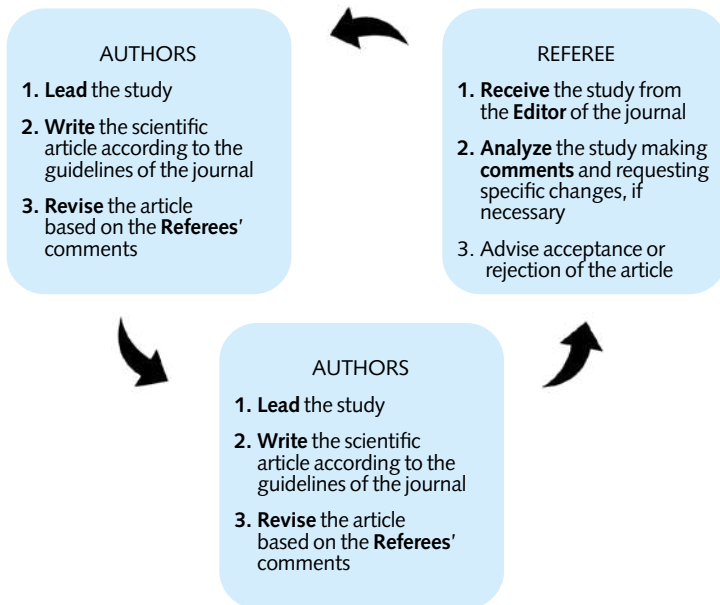 AUTHORS
1. Lead the study
2. Write the scientific
article according to the
guidelines of the journal
3. Revise the article
based on the Referees'
comments
REFEREE
1. Receive the study from
the Editor of the journal
2. Analyze the study making
comments and requesting
specific changes, if
necessary
3. Advise acceptance or
rejection of the article
AUTHORS
1. Lead the study
2. Write the scientific
article according to the
guidelines of the journal
3. Revise the article
based on the Referees'
comments